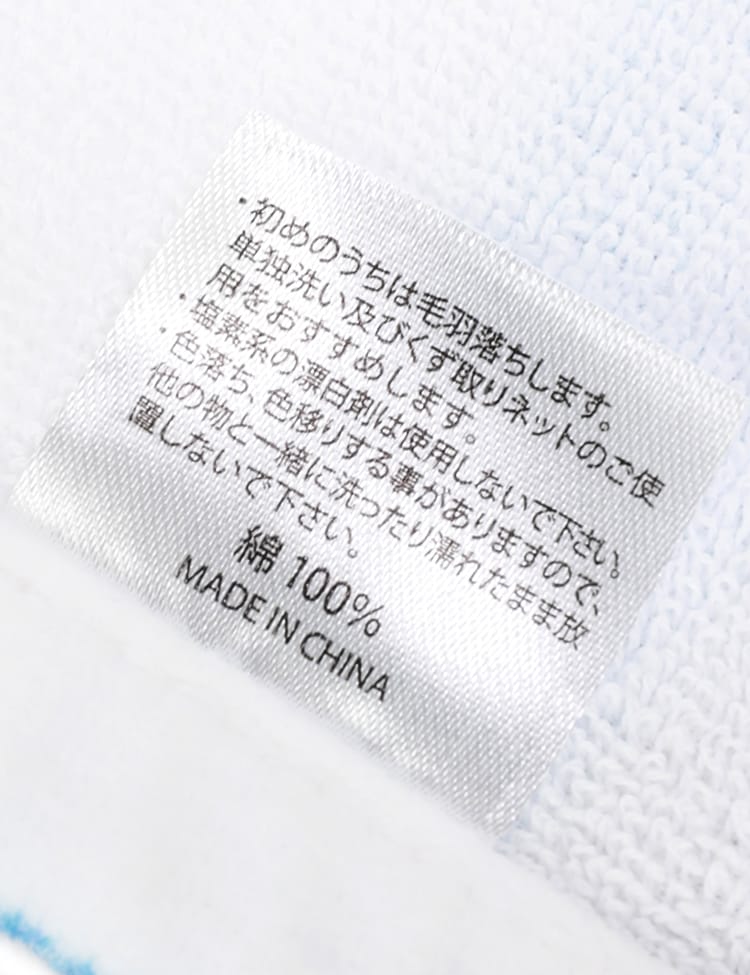 ・初めのうちは毛羽落ちします。
単独洗い及びくず取りネットのご使
用をおすすめします。
・塩素系の漂白剤は使用しないで下さい。
・色落ち、色移りする事がありますので、
他の物と一緒に洗ったり濡れたまま放
置しないで下さい。
綿 100%
MADE IN CHINA